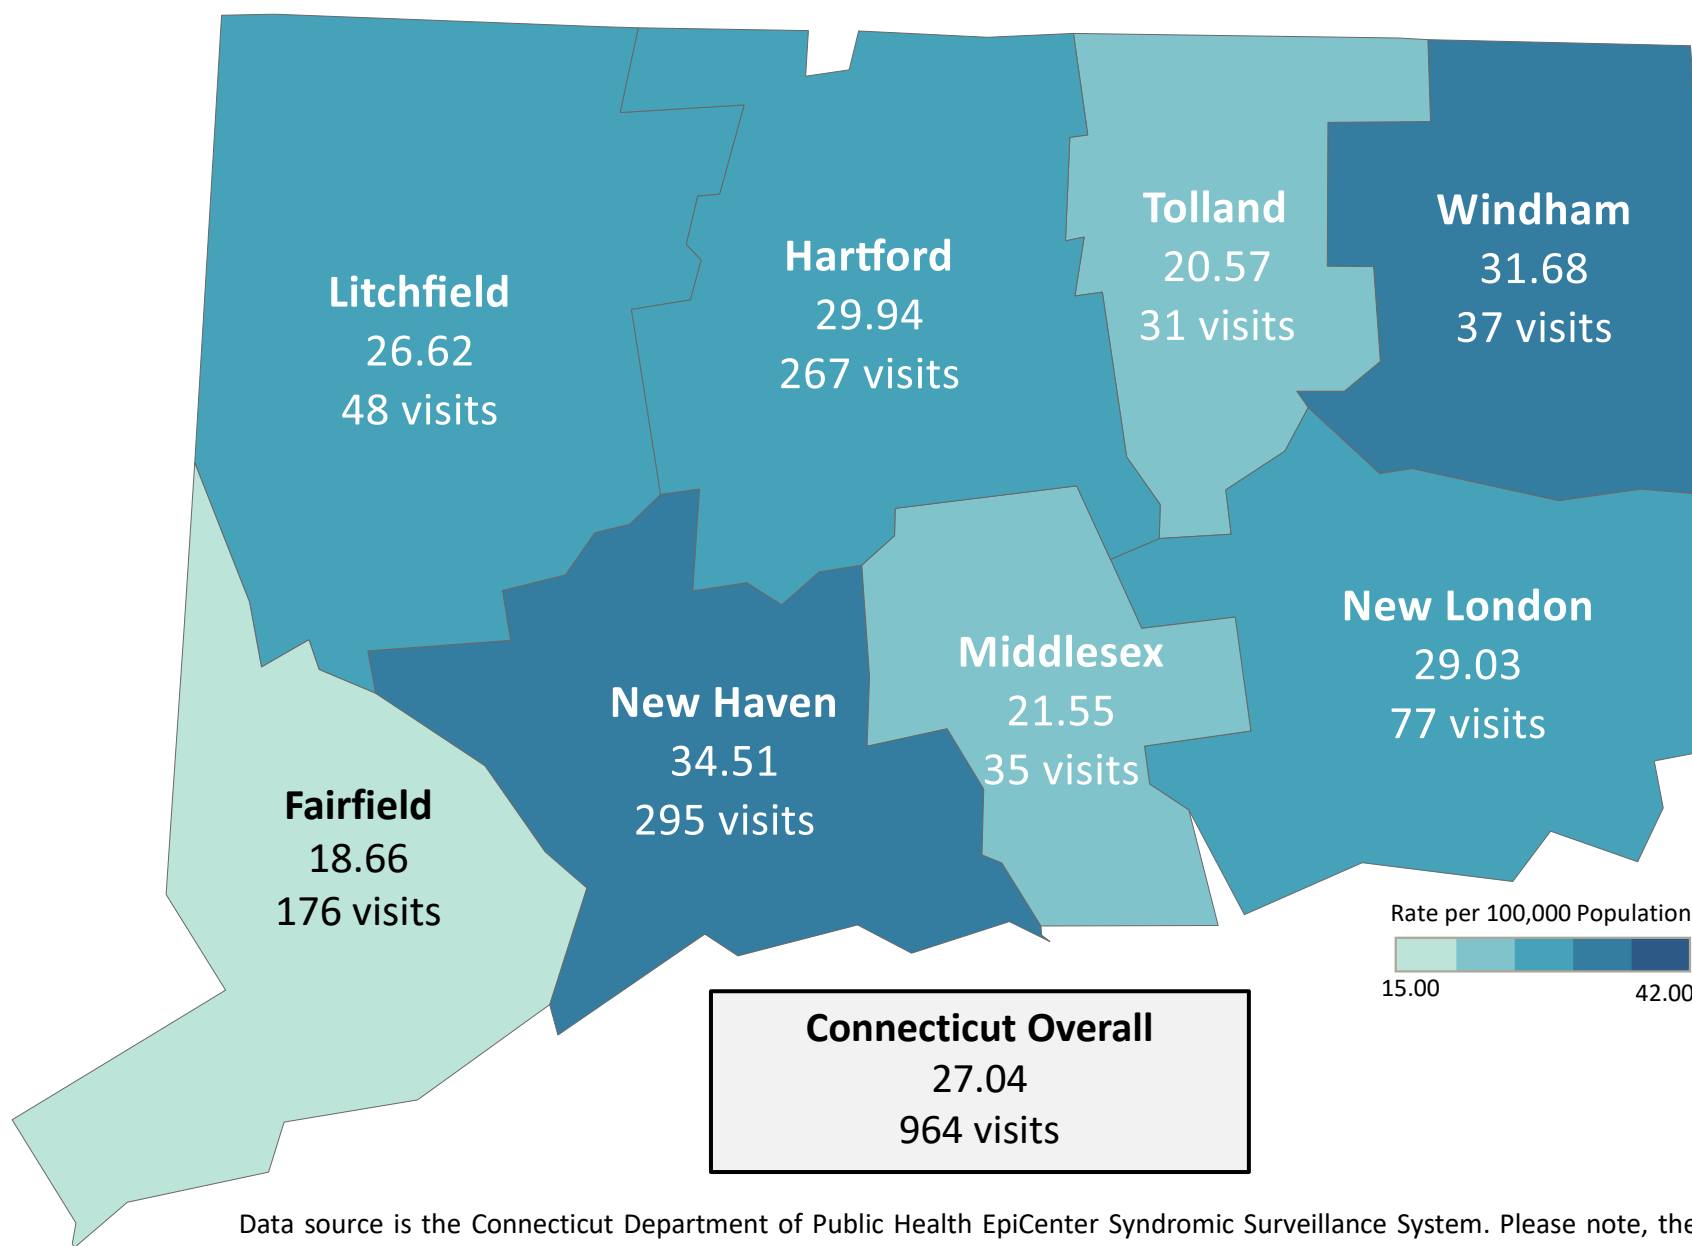 Litchfield
26.62
48 visits
Hartford
29.94
267 visits
Tolland
20.57
31 visits
Windham
31.68
37 visits
Fairfield
18.66
176 visits
New Haven
34.51
295 visits
Middlesex
21.55
35 visits
New London
29.03
77 visits
Rate per 100,000 Population
15.00
42.00
Connecticut Overall
27.04
964 visits
Data source is the Connecticut Department of Public Health EpiCenter Syndromic Surveillance System. Please note, the